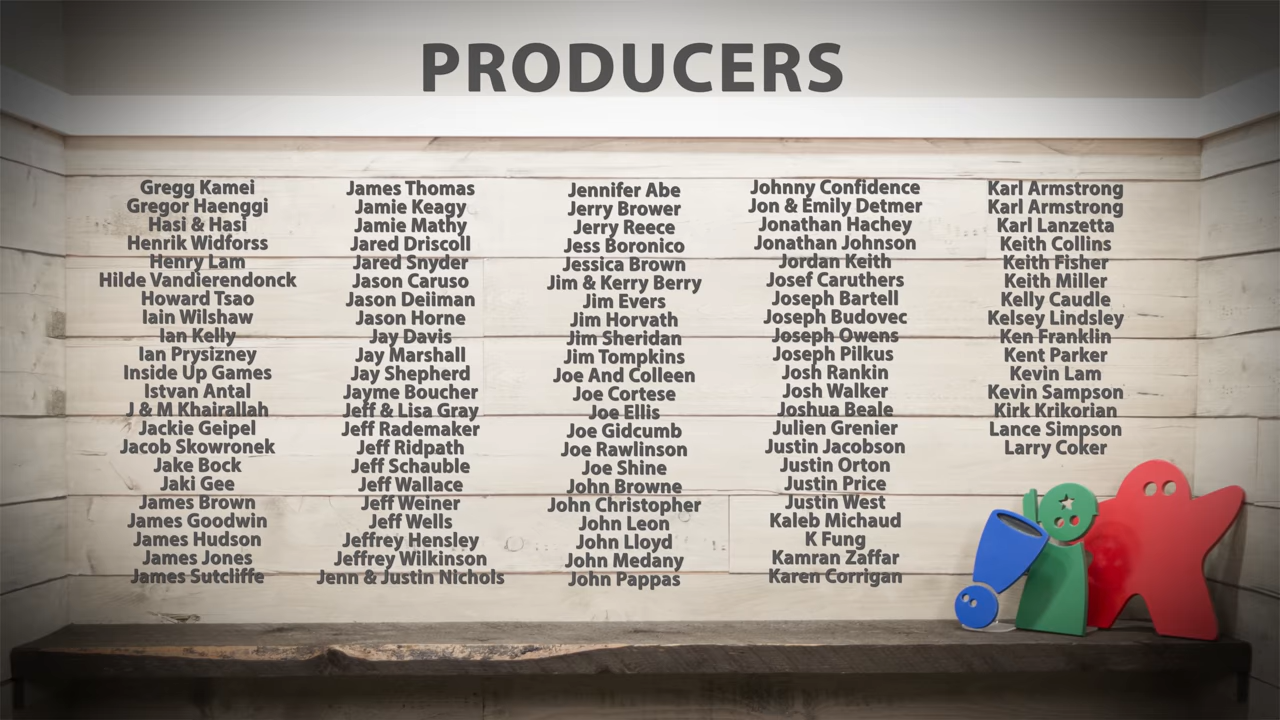 PRODUCERS
Gregg Kamei
Gregor Haenggi
Hasi & Hasi
Henrik Widforss
Henry Lam
Hilde Vandierendonck
Howard Tsao
Iain Wilshaw
Ian Kelly
Ian Prysizney
Inside Up Games
Istvan Antal
J & M Khairallah
Jackie Geipel
Jacob Skowronek
Jake Bock
Jaki Gee
James Brown
James Goodwin
James Hudson
James Jones
James Sutcliffe
James Thomas
Jamie Keagy
Jamie Mathy
Jared Driscoll
Jared Snyder
Jason Caruso
Jason Deiiman
Jason Horne
Jay Davis
Jay Marshall
Jay Shepherd
Jayme Boucher
Jeff & Lisa Gray
Jeff Rademaker
Jeff Ridpath
Jeff Schauble
Jeff Wallace
Jeff Weiner
Jeff Wells
Jeffrey Hensley
Jeffrey Wilkinson
Jenn & Justin Nichols
Jennifer Abe
Jerry Brower
Jerry Reece
Jess Boronico
Jessica Brown
Jim & Kerry Berry
Jim Evers
Jim Horvath
Jim Sheridan
Jim Tompkins
Joe And Colleen
Joe Cortese
Joe Ellis
Joe Gidcumb
Joe Rawlinson
Joe Shine
John Browne
John Christopher
John Leon
John Lloyd
John Medany
John Pappas
Johnny Confidence
Jon & Emily Detmer
Jonathan Hachey
Jonathan Johnson
Jordan Keith
Josef Caruthers
Joseph Bartell
Joseph Budovec
Joseph Owens
Joseph Pilkus
Josh Rankin
Josh Walker
Joshua Beale
Julien Grenier
Justin Jacobson
Justin Orton
Justin Price
Justin West
Kaleb Michaud
K Fung
Kamran Zaffar
Karen Corrigan
Karl Armstrong
Karl Armstrong
Karl Lanzetta
Keith Collins
Keith Fisher
Keith Miller
Kelly Caudle
Kelsey Lindsley
Ken Franklin
Kent Parker
Kevin Lam
Kevin Sampson
Kirk Krikorian
Lance Simpson
Larry Coker